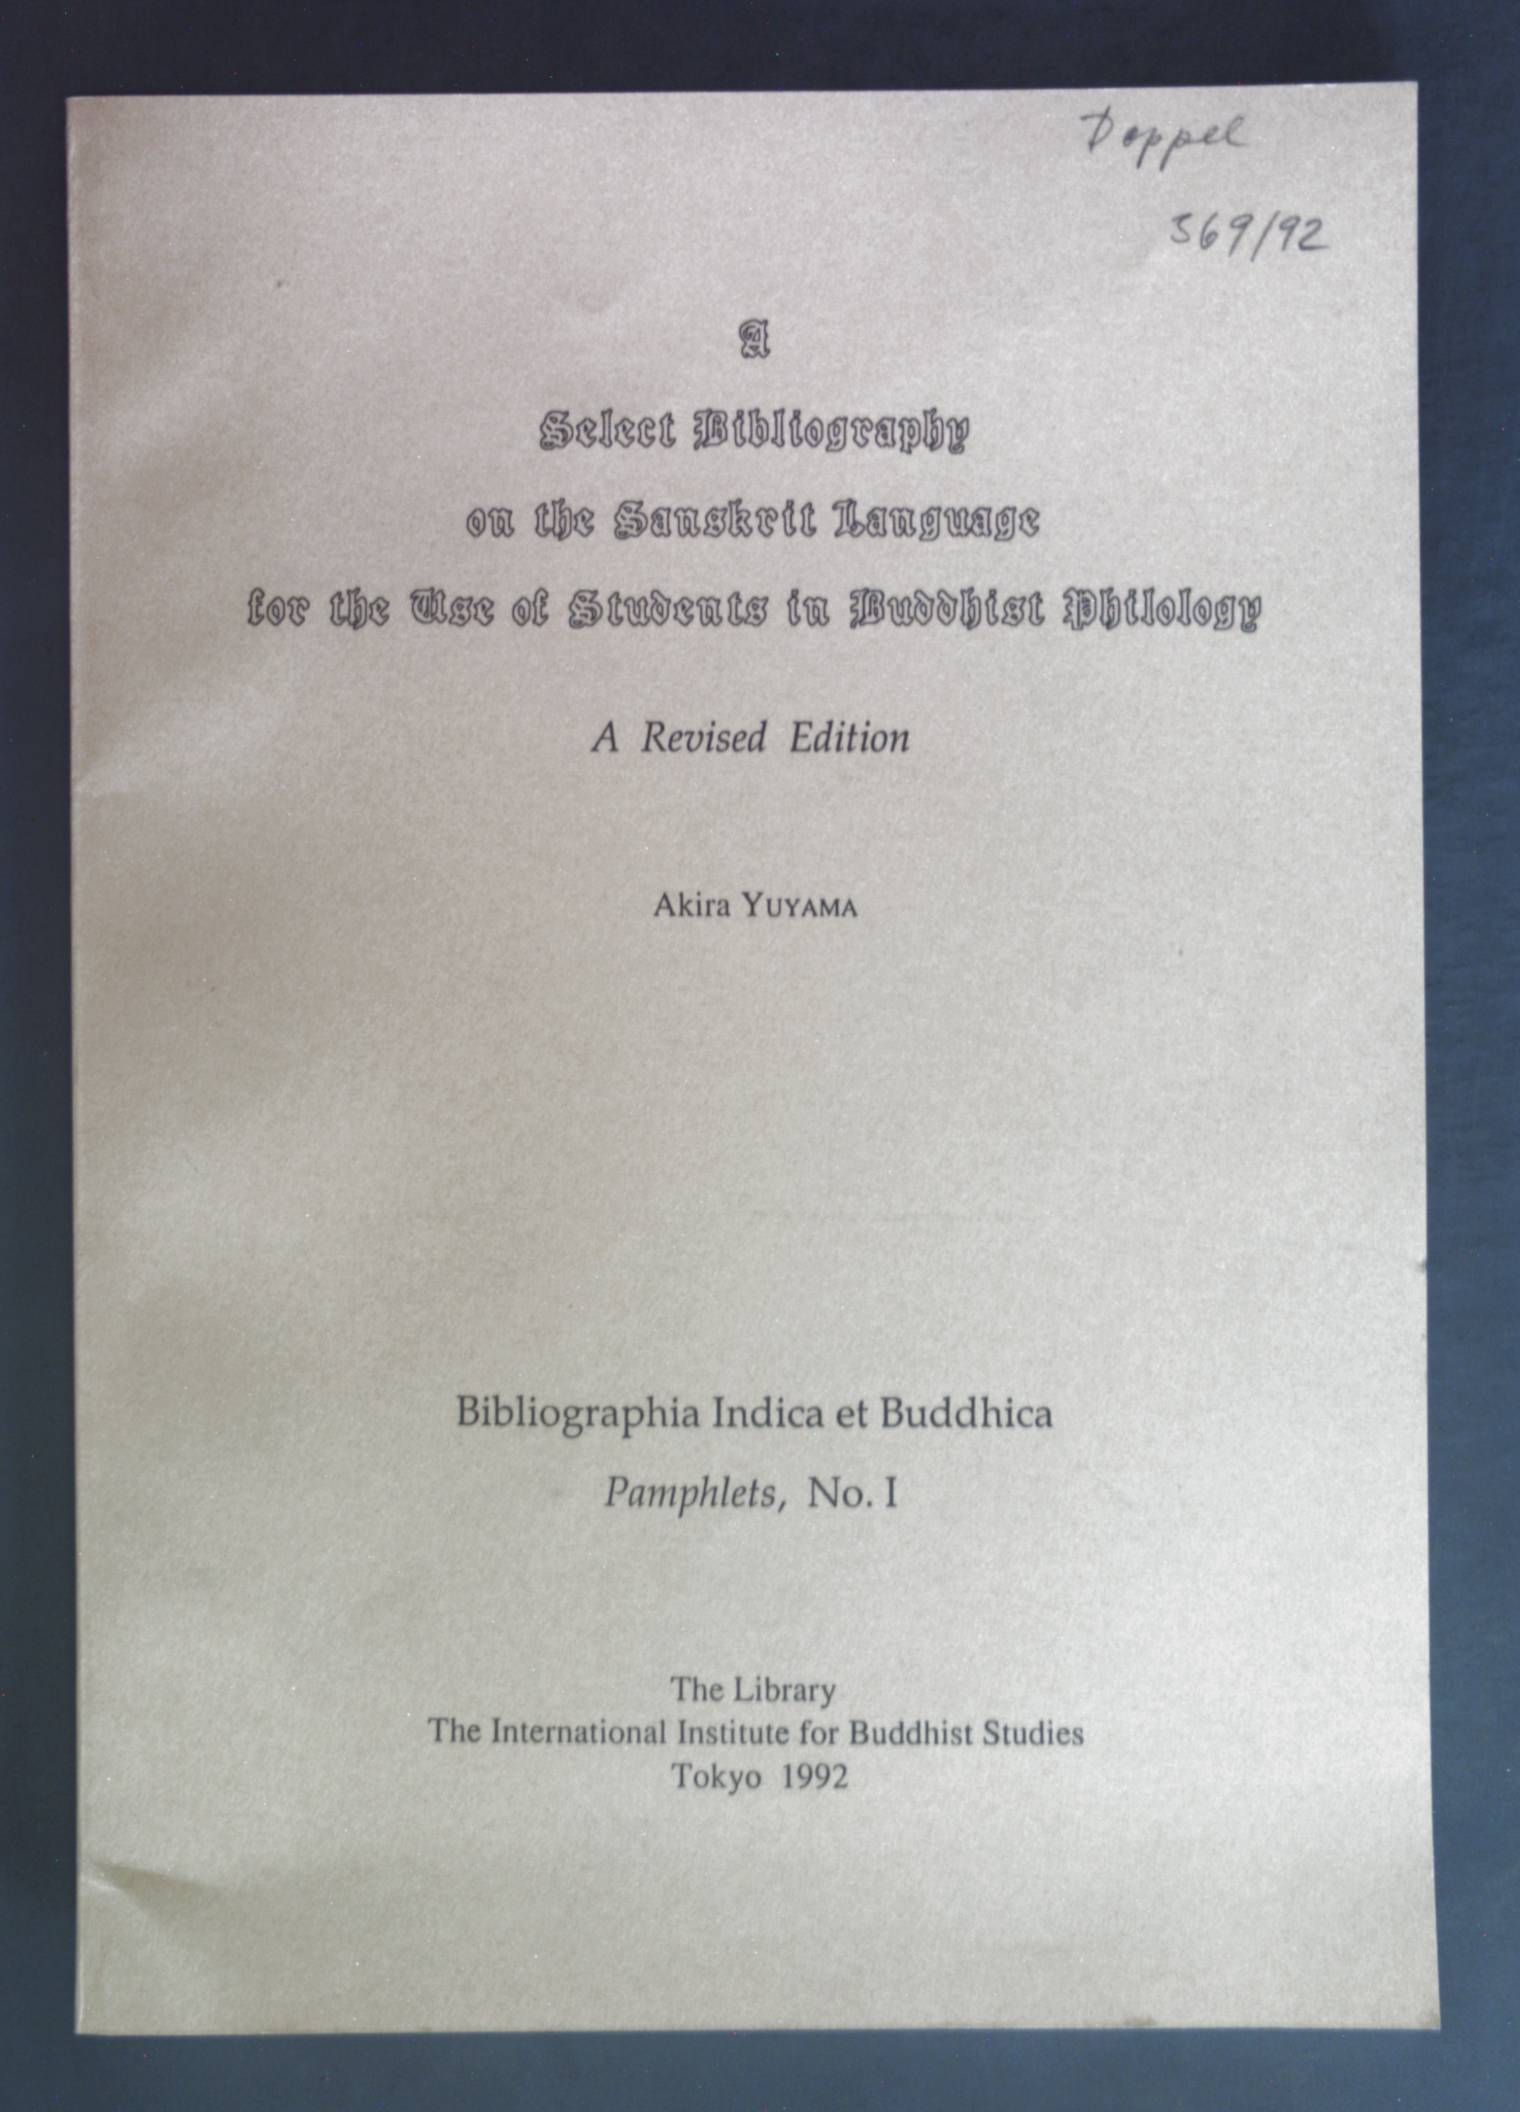 Doppel
369/92
A
Select Bibliography
on the Sanskrit Language
for the Use of Students in Buddhist Philology
A Revised Edition
Akira YUYAMA
Bibliographia Indica et Buddhica
Pamphlets, No. I
The Library
The International Institute for Buddhist Studies
Tokyo 1992